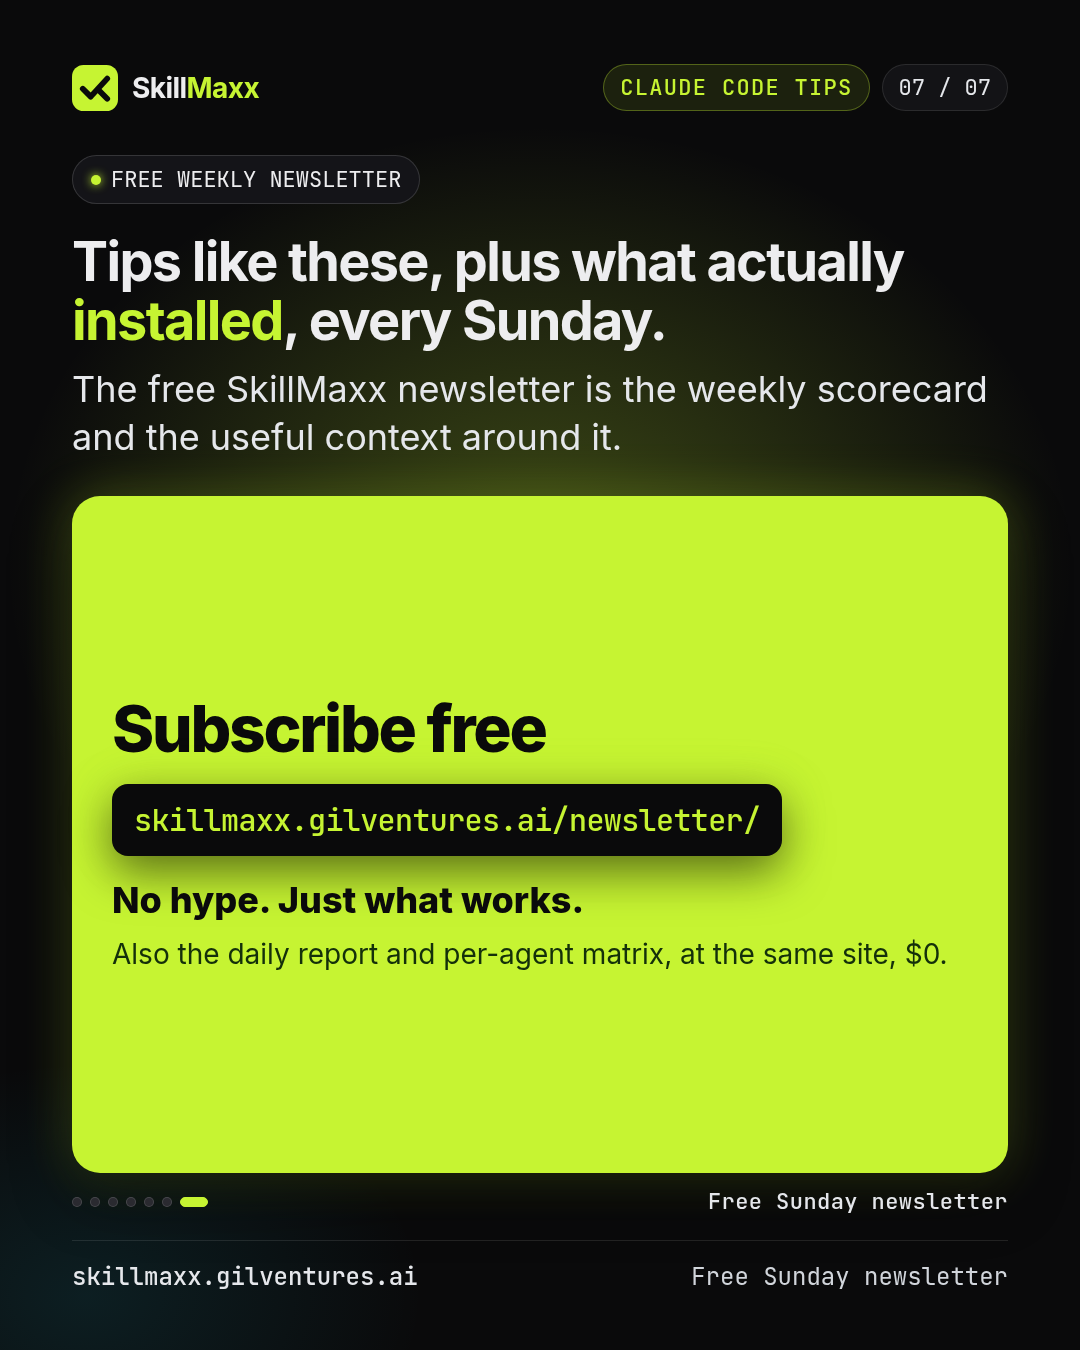 SkillMaxx
CLAUDE CODE TIPS
07 / 07
FREE WEEKLY NEWSLETTER
Tips like these, plus what actually
installed, every Sunday.
The free SkillMaxx newsletter is the weekly scorecard
and the useful context around it.
Subscribe free
skillmaxx.gilventures.ai/newsletter/
No hype. Just what works.
Also the daily report and per-agent matrix, at the same site, $0.
Free Sunday newsletter
skillmaxx.gilventures.ai
Free Sunday newsletter